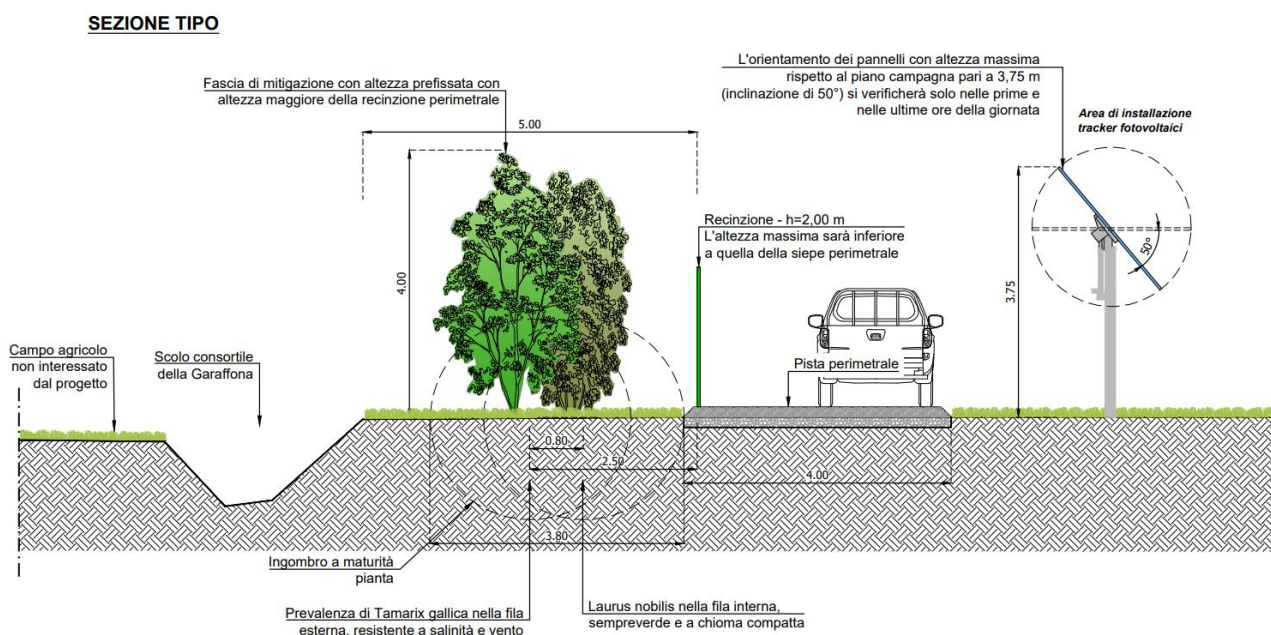 SEZIONE TIPO
Fascia di mitigazione con altezza prefissata con
altezza maggiore della recinzione perimetrale
L'orientamento dei pannelli con altezza massima
rispetto al piano campagna pari a 3,75 m
(inclinazione di 50°) si verificherà solo nelle prime e
nelle ultime ore della giornata
Area di installazione
tracker fotovoltaici
5.00
4.00
Recinzione - h=2,00 m
L'altezza massima sarà inferiore
a quella della siepe perimetrale
50°
3.75
Campo agricolo
non interessato
dal progetto
Scolo consortile
della Garaffona
Pista perimetrale
0.80
2.50
4.00
3.80
Ingombro a maturità
pianta
Prevalenza di Tamarix gallica nella fila
esterna, resistente a salinità e vento
Laurus nobilis nella fila interna,
sempreverde e a chioma compatta